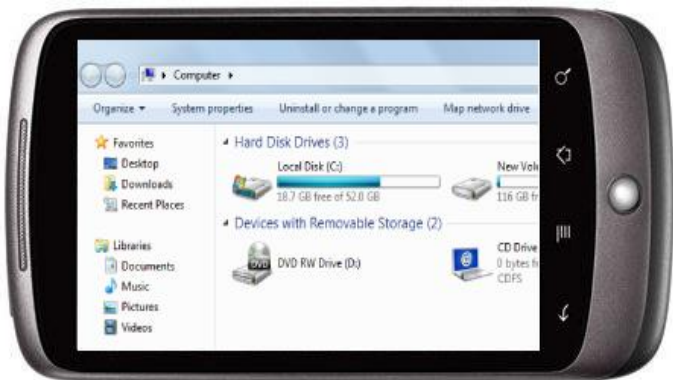 Computer
Organize System properties Uninstall or change a program Map network drive
Favorites
Desktop
Downloads
Recent Places
Libraries
Documents
Music
Pictures
Videos
Hard Disk Drives (3)
Local Disk (C:)
18.7 GB free of 52.0 GB
New Volu
116 GB fr
Devices with Removable Storage (2)
DVD RW Drive (D:)
DVD
CD Drive
0 bytes fr
CDFS